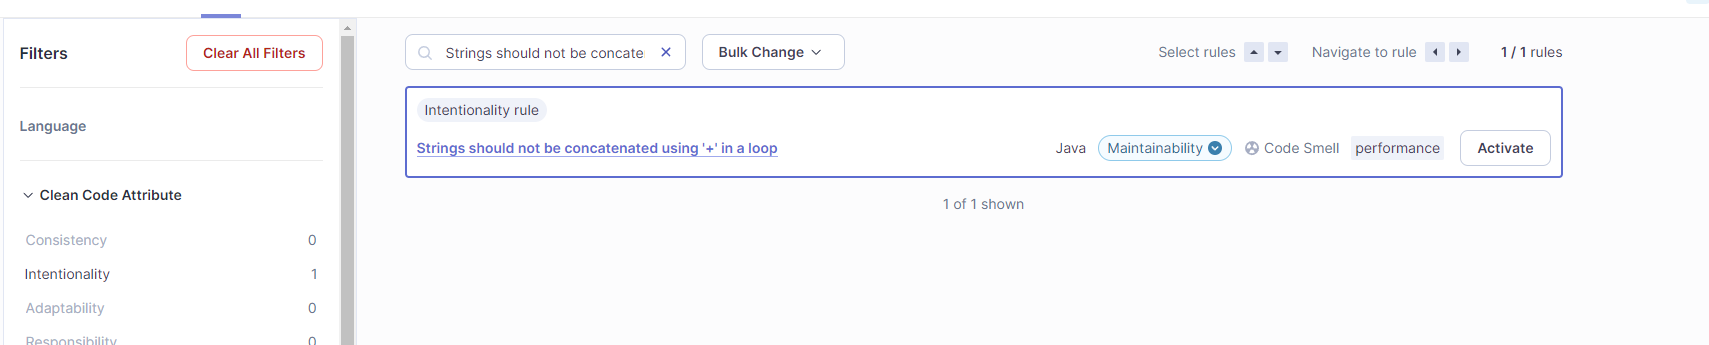 Filters
Clear All Filters
Language
Clean Code Attribute
Consistency 0
Intentionality 1
Adaptability 0
Responsibility 0
Strings should not be concate
Bulk Change
Select rules
Navigate to rule
1 / 1 rules
Intentionality rule
Strings should not be concatenated using '+' in a loop
Java
Maintainability
Code Smell
performance
Activate
1 of 1 shown